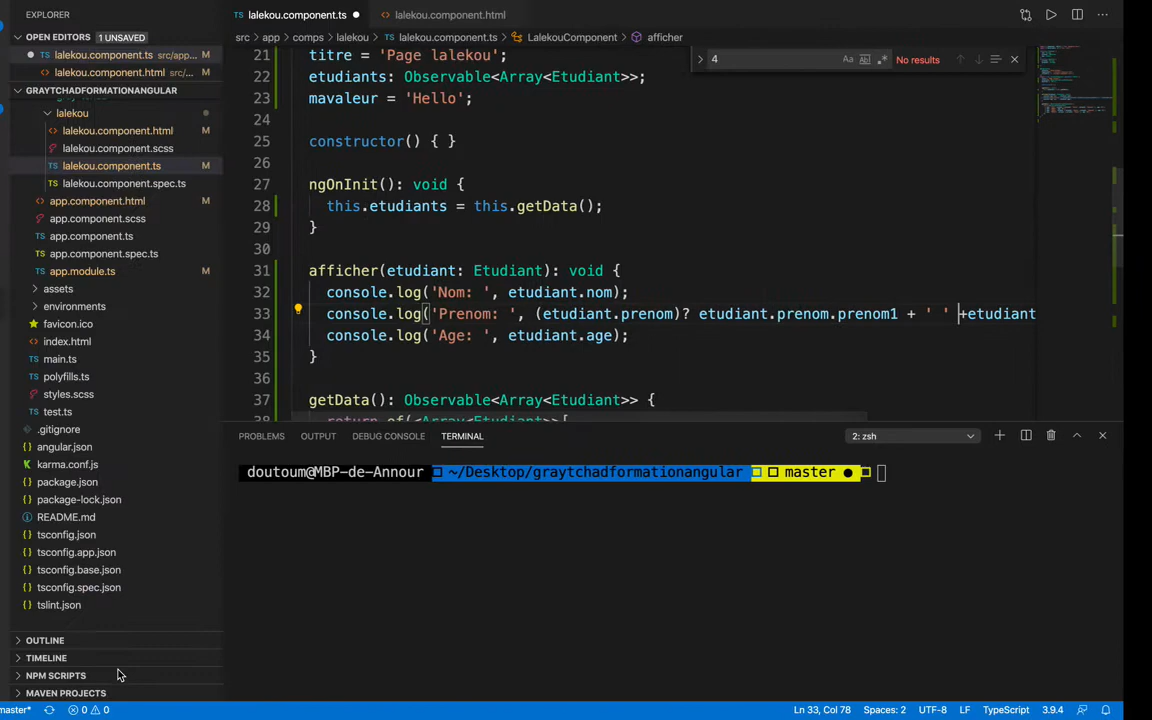 EXPLORER
lalekou.component.ts
lalekou.component.html
OPEN EDITORS 1 UNSAVED
src > app > comps > lalekou > lalekou.component.ts > LalekouComponent > afficher
lalekou.component.ts src/app... M
lalekou.component.html src/... M
GRAYTCHADFORMATIONANGULAR
lalekou
lalekou.component.html M
lalekou.component.scss
lalekou.component.ts M
lalekou.component.spec.ts
app.component.html M
app.component.scss
app.component.ts
app.component.spec.ts
app.module.ts M
assets
environments
favicon.ico
index.html
main.ts
polyfills.ts
styles.scss
test.ts
.gitignore
angular.json
karma.conf.js
package.json
package-lock.json
README.md
tsconfig.json
tsconfig.app.json
tsconfig.base.json
tsconfig.spec.json
tslint.json
OUTLINE
TIMELINE
NPM SCRIPTS
MAVEN PROJECTS
4 Aa Abl .* No results
21 titre = 'Page lalekou';
22 etudiants: Observable<Array<Etudiant>>;
23 mavaleur = 'Hello';
24
25 constructor() { }
26
27 ngOnInit(): void {
28 this.etudiants = this.getData();
29 }
30
31 afficher(etudiant: Etudiant): void {
32 console.log('Nom: ', etudiant.nom);
33 console.log('Prenom: ', (etudiant.prenom)? etudiant.prenom.prenom1 + ' ' +etudiant
34 console.log('Age: ', etudiant.age);
35 }
36
37 getData(): Observable<Array<Etudiant>> {
38 return of(<Array<Etudiant>>[
PROBLEMS OUTPUT DEBUG CONSOLE TERMINAL 2: zsh
doutoum@MBP-de-Annour ~/Desktop/graytchadformationangular master ●
master* 0 0 Ln 33, Col 78 Spaces: 2 UTF-8 LF TypeScript 3.9.4